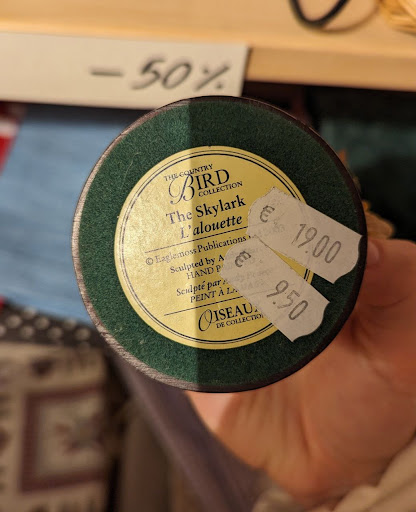 - 50%
THE COUNTRY
BIRD
COLLECTION
The Skylark
L'alouette
© Eaglemoss Publications
Sculpted by
HAND
Sculpté par
PEINT À
OISEAUX
DE COLLECTION
€ 19,00
€ 9,50